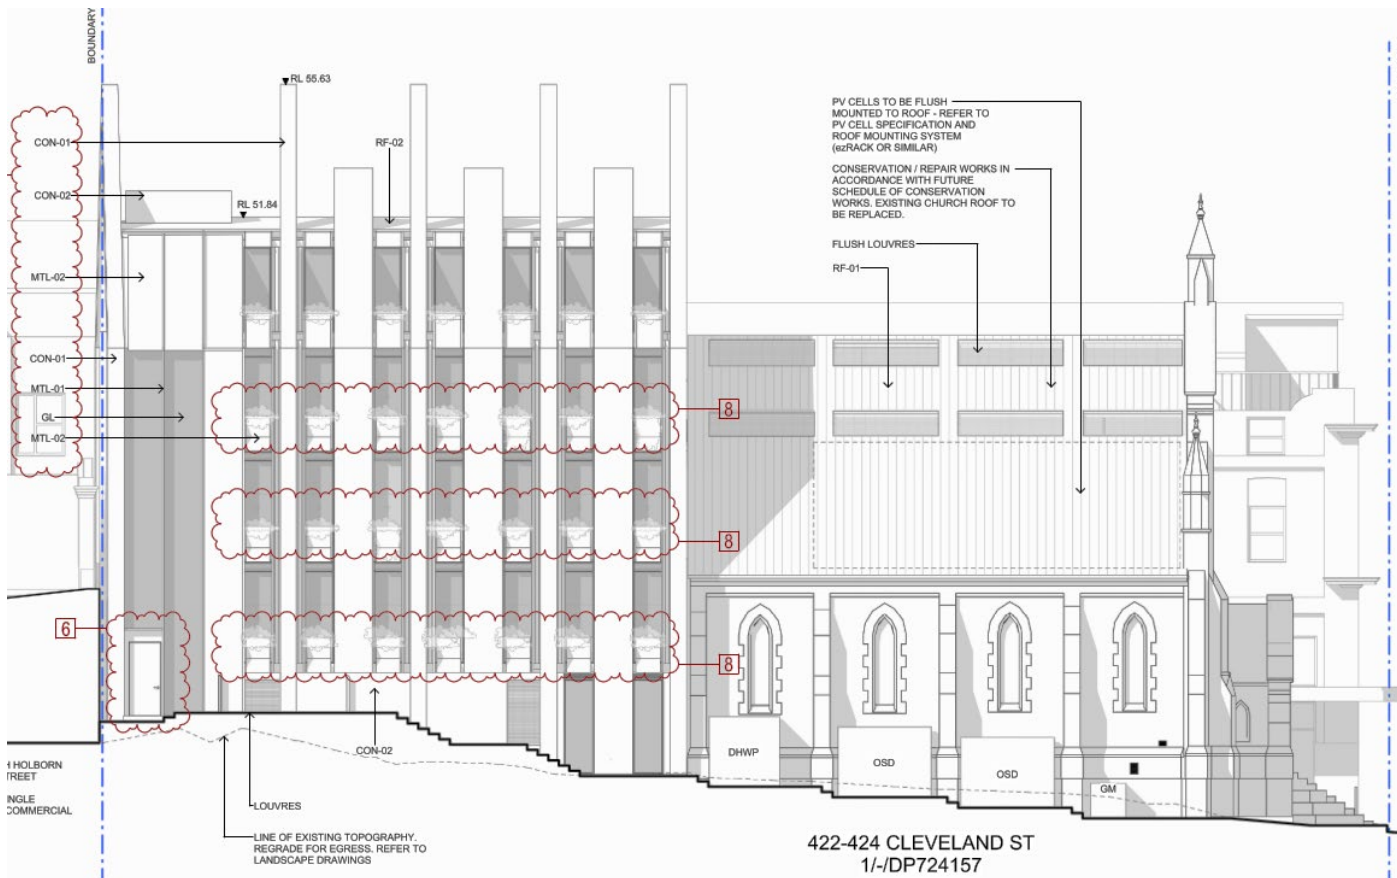 BOUNDARY
RL 55.63
CON-01
RF-02
CON-02
RL 51.84
MTL-02
CON-01
MTL-01
GL
MTL-02
PV CELLS TO BE FLUSH
MOUNTED TO ROOF - REFER TO
PV CELL SPECIFICATION AND
ROOF MOUNTING SYSTEM
(ezRACK OR SIMILAR)
CONSERVATION / REPAIR WORKS IN
ACCORDANCE WITH FUTURE
SCHEDULE OF CONSERVATION
WORKS. EXISTING CHURCH ROOF TO
BE REPLACED.
FLUSH LOUVRES
RF-01
8
8
8
6
CON-02
DHWP
OSD
OSD
GM
H HOLBORN
TREET
INGLE
COMMERCIAL
LOUVRES
LINE OF EXISTING TOPOGRAPHY.
REGRADE FOR EGRESS. REFER TO
LANDSCAPE DRAWINGS
422-424 CLEVELAND ST
1/-/DP724157